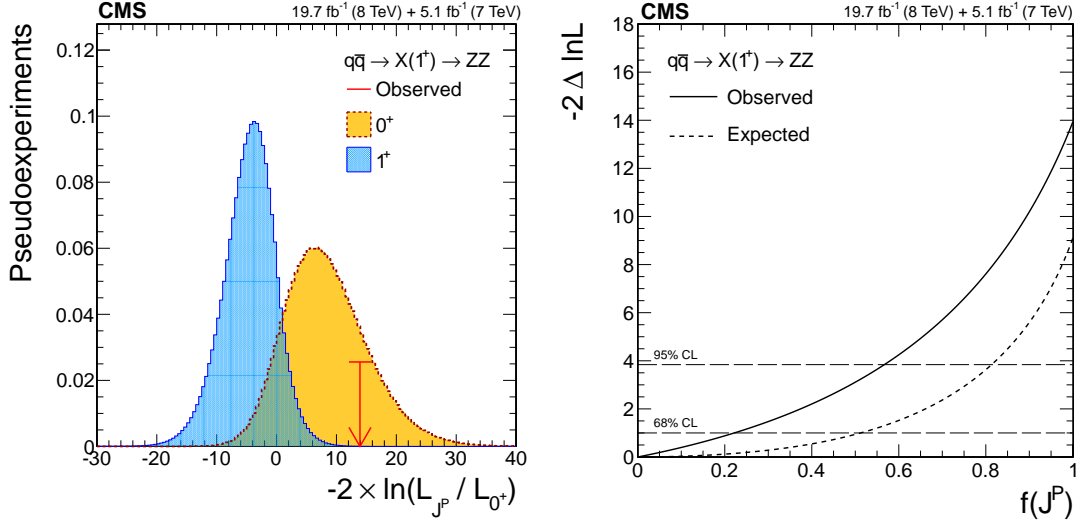 CMS
19.7 fb⁻¹ (8 TeV) + 5.1 fb⁻¹ (7 TeV)
Pseudoexperiments
0.12
0.1
0.08
0.06
0.04
0.02
0
qq̄ → X(1⁺) → ZZ
Observed
0⁺
1⁺
-30 -20 -10 0 10 20 30 40
-2 × ln(L_{J^P} / L_{0⁺})
CMS
19.7 fb⁻¹ (8 TeV) + 5.1 fb⁻¹ (7 TeV)
-2 Δ lnL
18
16
14
12
10
8
6
4
2
0
qq̄ → X(1⁺) → ZZ
Observed
Expected
95% CL
68% CL
0 0.2 0.4 0.6 0.8 1
f(J^P)